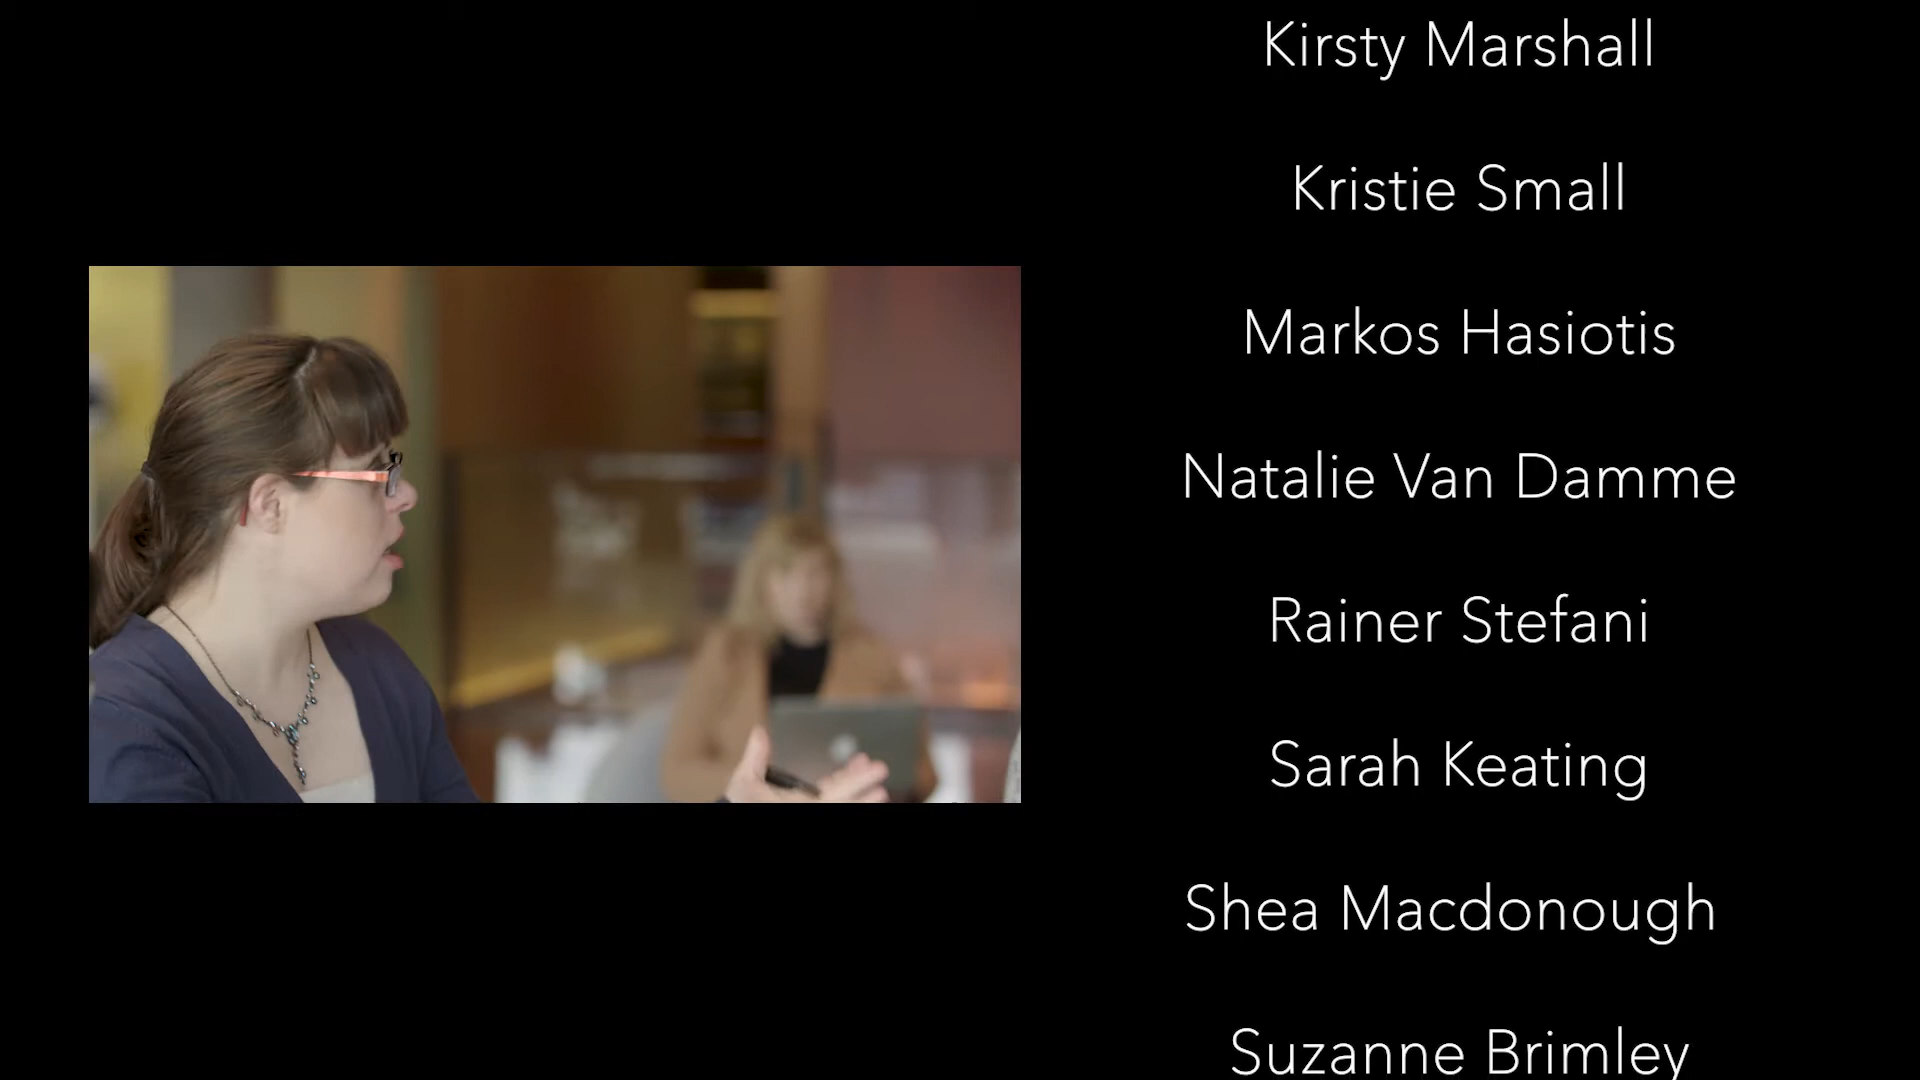 Kirsty Marshall
Kristie Small
Markos Hasiotis
Natalie Van Damme
Rainer Stefani
Sarah Keating
Shea Macdonough
Suzanne Brimley